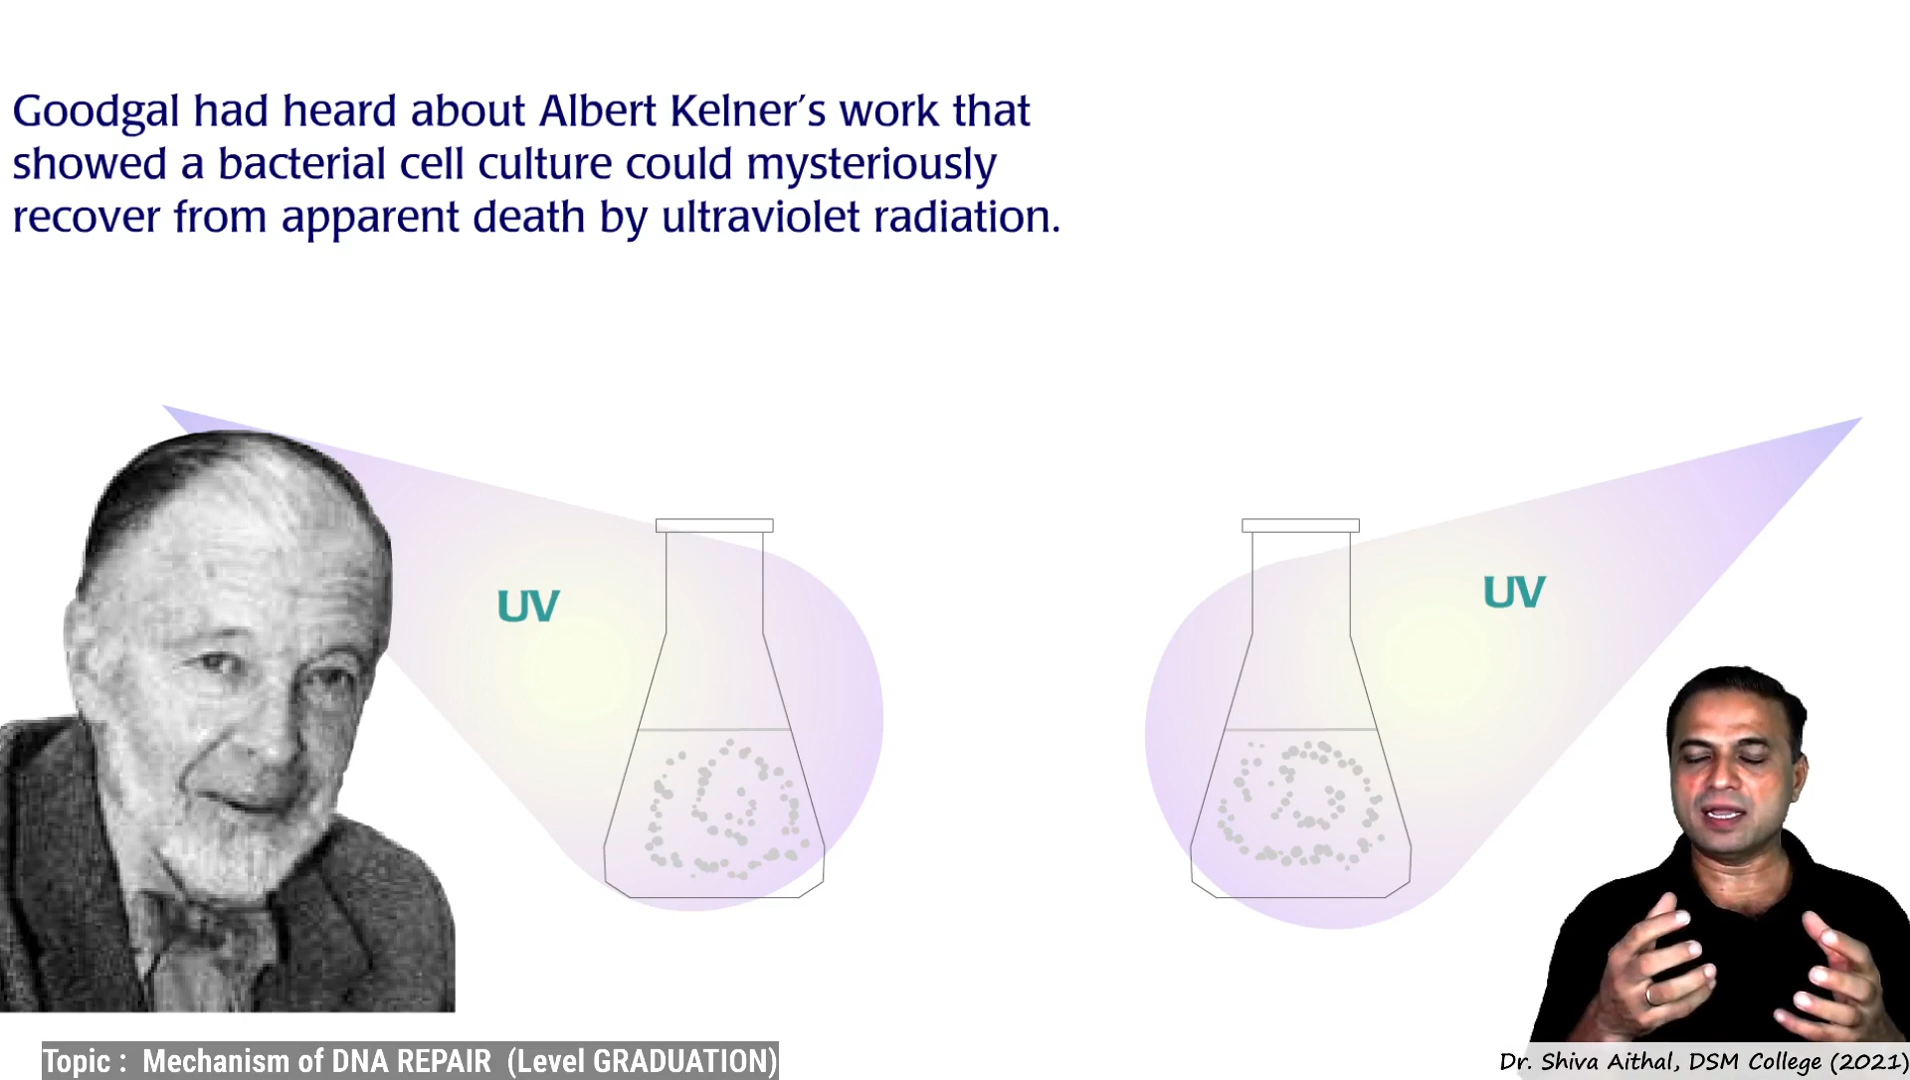 Goodgal had heard about Albert Kelner's work that
showed a bacterial cell culture could mysteriously
recover from apparent death by ultraviolet radiation.
UV
UV
Topic : Mechanism of DNA REPAIR (Level GRADUATION)
Dr. Shiva Aithal, DSM College (2021)